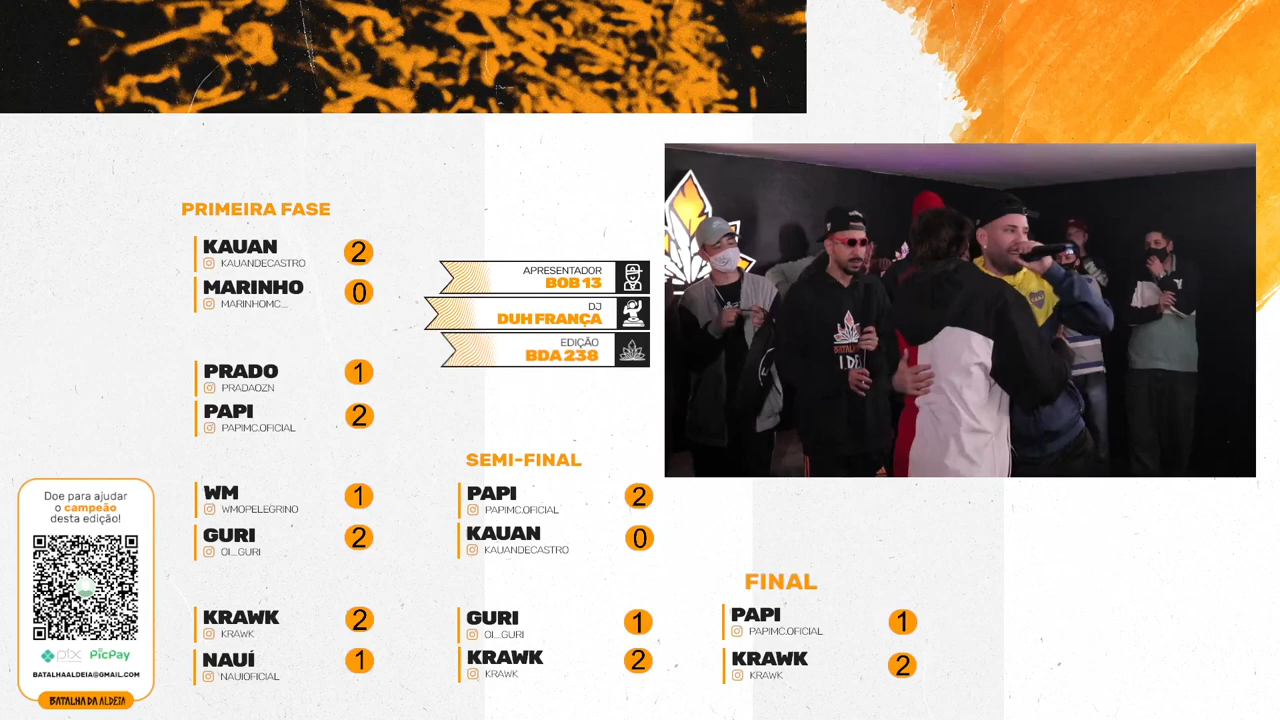 PRIMEIRA FASE
KAUAN 2
KAUANDECASTRO
MARINHO 0
MARINHOMC__
PRADO 1
PRADAOZN
PAPI 2
PAPIMC.OFICIAL
WM 1
WMOPELEGRINO
GURI 2
OI__GURI
KRAWK 2
KRAWK
NAUÍ 1
NAUIOFICIAL
APRESENTADOR
BOB 13
DJ
DUH FRANÇA
EDIÇÃO
BDA 238
SEMI-FINAL
PAPI 2
PAPIMC.OFICIAL
KAUAN 0
KAUANDECASTRO
GURI 1
OI__GURI
KRAWK 2
KRAWK
FINAL
PAPI 1
PAPIMC.OFICIAL
KRAWK 2
KRAWK
Doe para ajudar
o campeão
desta edição!
pix PicPay
BATALHAALDEIA@GMAIL.COM
BATALHA DA ALDEIA